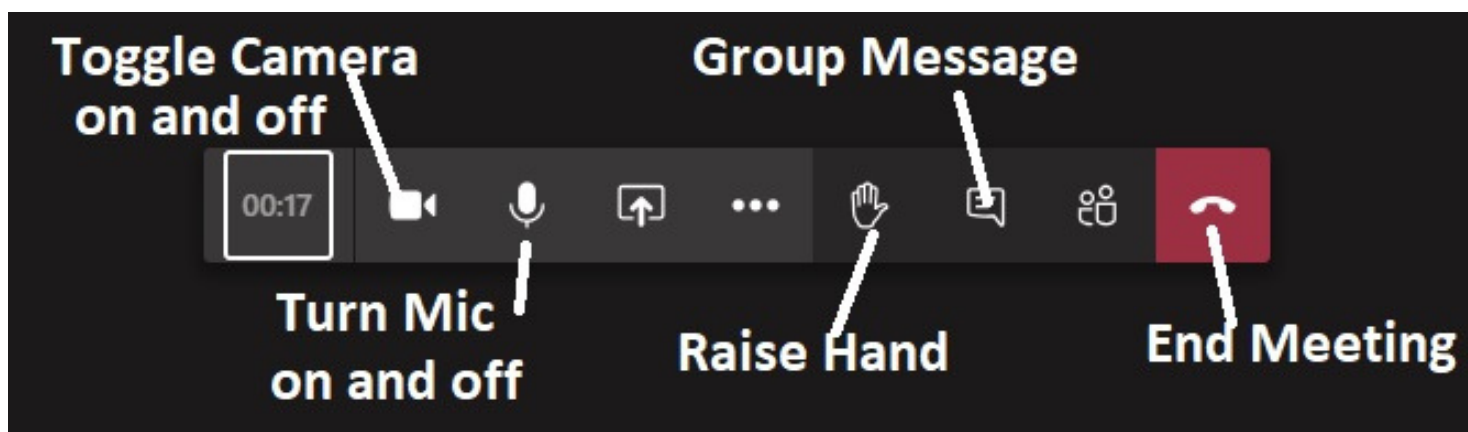 Toggle Camera
on and off
Group Message
00:17
Turn Mic
on and off
Raise Hand
End Meeting